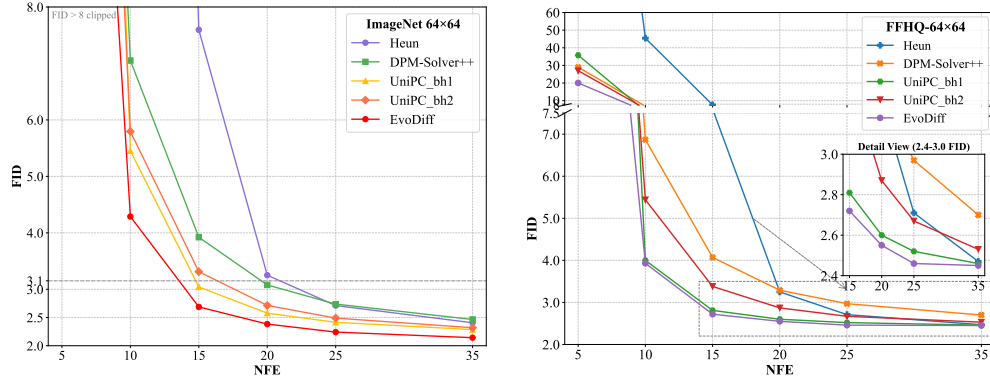 FID > 8 clipped
ImageNet 64×64
Heun
DPM-Solver++
UniPC_bh1
UniPC_bh2
EvoDiff
8.0
6.0
5.0
4.0
3.1
3.0
2.5
2.0
FID
5
10
15
20
25
35
NFE
FFHQ-64×64
Heun
DPM-Solver++
UniPC_bh1
UniPC_bh2
EvoDiff
60
50
40
30
20
10
8
7.5
7.0
6.0
5.0
4.0
3.0
2.0
FID
Detail View (2.4-3.0 FID)
3.0
2.8
2.6
2.4
15
20
25
35
5
10
15
20
25
35
NFE